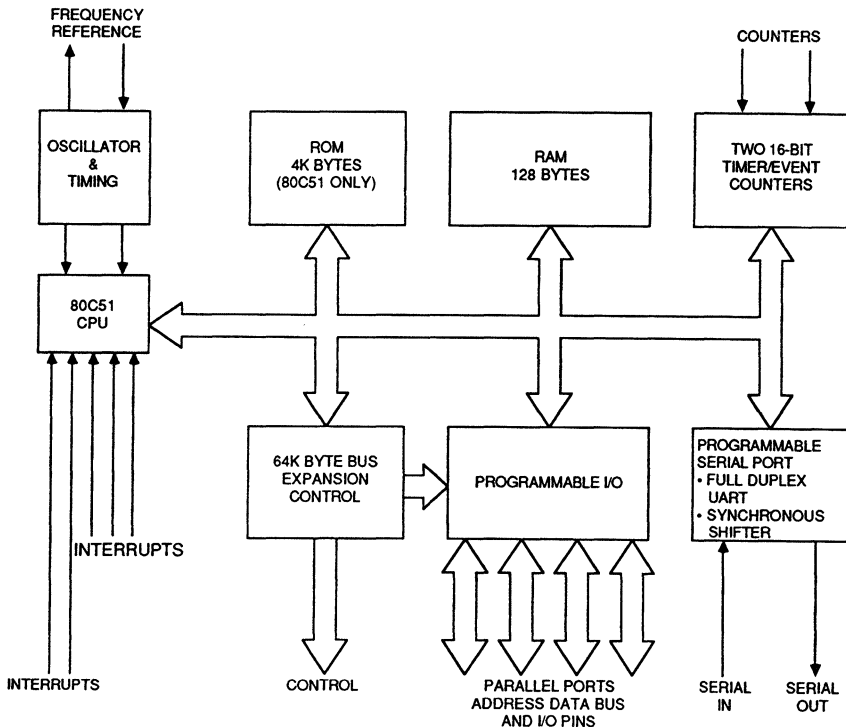 FREQUENCY
REFERENCE
COUNTERS
OSCILLATOR
&
TIMING
ROM
4K BYTES
(80C51 ONLY)
RAM
128 BYTES
TWO 16-BIT
TIMER/EVENT
COUNTERS
80C51
CPU
64K BYTE BUS
EXPANSION
CONTROL
PROGRAMMABLE I/O
PROGRAMMABLE
SERIAL PORT
• FULL DUPLEX
UART
• SYNCHRONOUS
SHIFTER
INTERRUPTS
INTERRUPTS
CONTROL
PARALLEL PORTS
ADDRESS DATA BUS
AND I/O PINS
SERIAL
IN
SERIAL
OUT